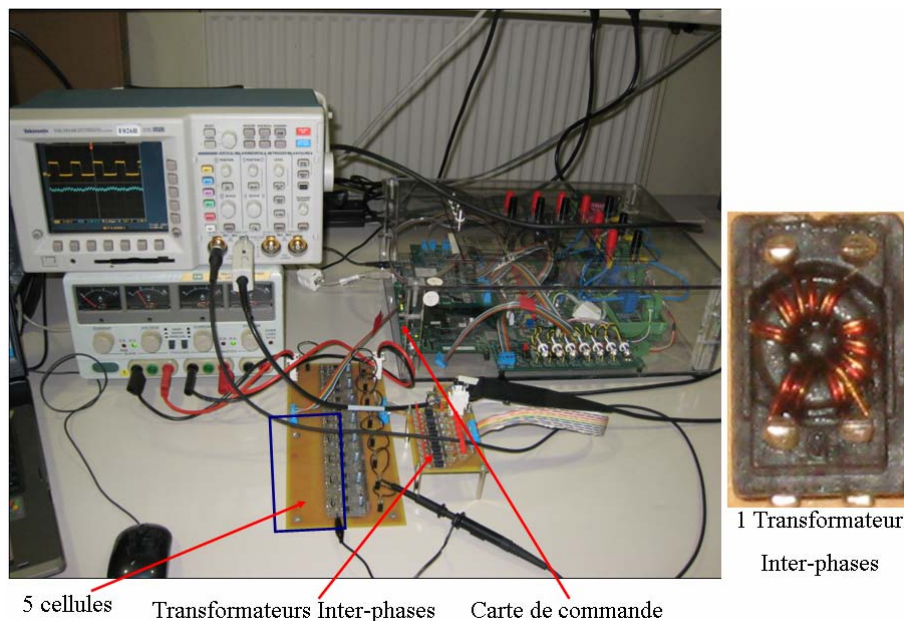 Tektronix
1 Transformateur
Inter-phases
5 cellules
Transformateurs Inter-phases
Carte de commande